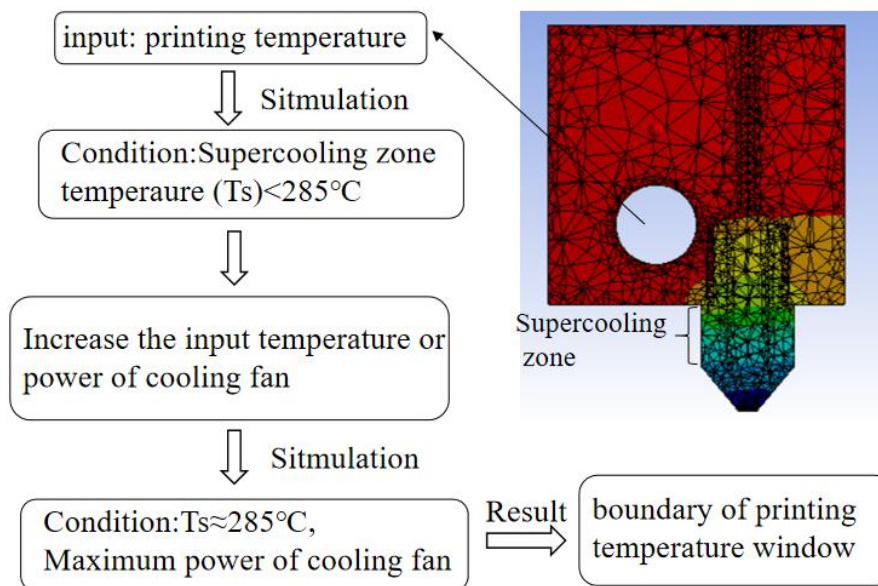 input: printing temperature
Sitmulation
Condition:Supercooling zone
temperaure (Ts)<285℃
Increase the input temperature or
power of cooling fan
Sitmulation
Condition:Ts≈285℃,
Maximum power of cooling fan
Result
boundary of printing
temperature window
Supercooling
zone